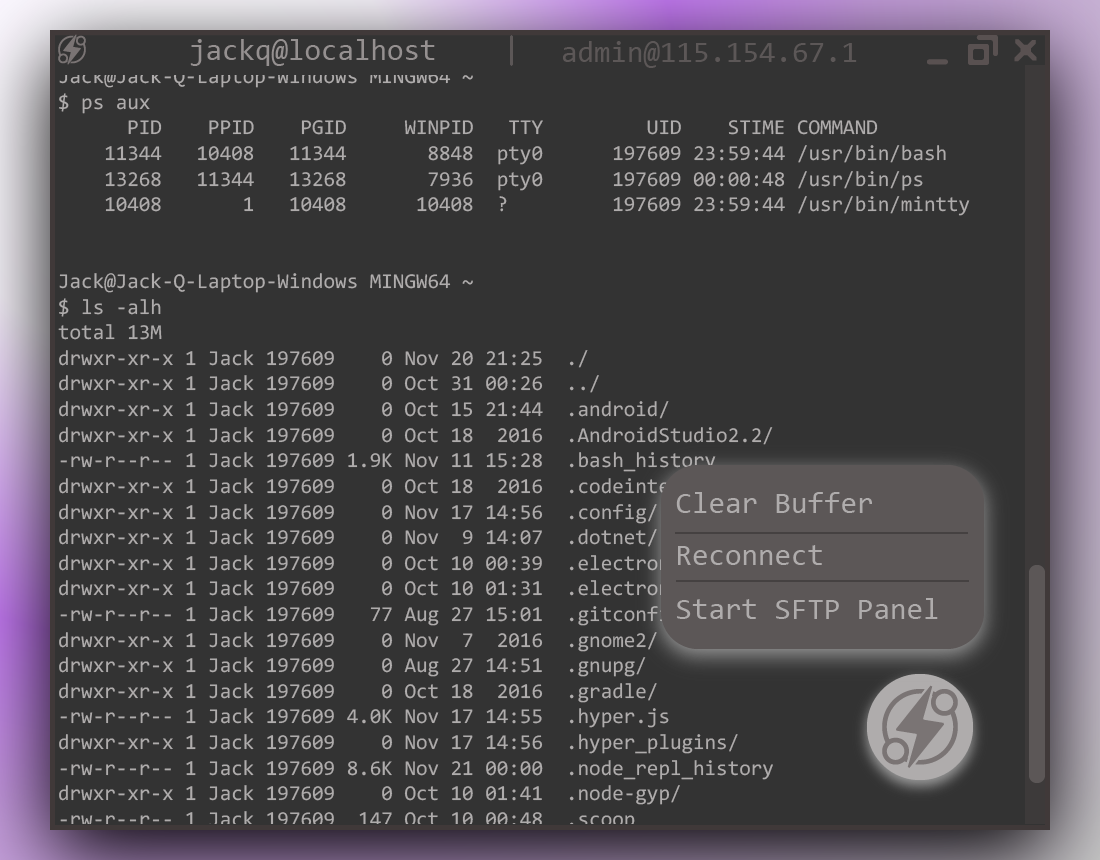 jackq@localhost | admin@115.154.67.1
Jack@Jack-Q-Laptop-Windows MINGW64 ~
$ ps aux
      PID    PPID    PGID     WINPID   TTY         UID    STIME COMMAND
    11344   10408   11344       8848  pty0      197609 23:59:44 /usr/bin/bash
    13268   11344   13268       7936  pty0      197609 00:00:48 /usr/bin/ps
    10408       1   10408      10408  ?         197609 23:59:44 /usr/bin/mintty
Jack@Jack-Q-Laptop-Windows MINGW64 ~
$ ls -alh
total 13M
drwxr-xr-x 1 Jack 197609    0 Nov 20 21:25  ./
drwxr-xr-x 1 Jack 197609    0 Oct 31 00:26  ../
drwxr-xr-x 1 Jack 197609    0 Oct 15 21:44  .android/
drwxr-xr-x 1 Jack 197609    0 Oct 18  2016  .AndroidStudio2.2/
-rw-r--r-- 1 Jack 197609 1.9K Nov 11 15:28  .bash_history
drwxr-xr-x 1 Jack 197609    0 Oct 18  2016  .codeinte
drwxr-xr-x 1 Jack 197609    0 Nov 17 14:56  .config/
drwxr-xr-x 1 Jack 197609    0 Nov  9 14:07  .dotnet/
drwxr-xr-x 1 Jack 197609    0 Oct 10 00:39  .electron
drwxr-xr-x 1 Jack 197609    0 Oct 10 01:31  .electron
-rw-r--r-- 1 Jack 197609   77 Aug 27 15:01  .gitconf
drwxr-xr-x 1 Jack 197609    0 Nov  7  2016  .gnome2/
drwxr-xr-x 1 Jack 197609    0 Aug 27 14:51  .gnupg/
drwxr-xr-x 1 Jack 197609    0 Oct 18  2016  .gradle/
-rw-r--r-- 1 Jack 197609 4.0K Nov 17 14:55  .hyper.js
drwxr-xr-x 1 Jack 197609    0 Nov 17 14:56  .hyper_plugins/
-rw-r--r-- 1 Jack 197609 8.6K Nov 21 00:00  .node_repl_history
drwxr-xr-x 1 Jack 197609    0 Oct 10 01:41  .node-gyp/
-rw-r--r-- 1 Jack 197609  147 Oct 10 00:48  .scoop
Clear Buffer
Reconnect
Start SFTP Panel